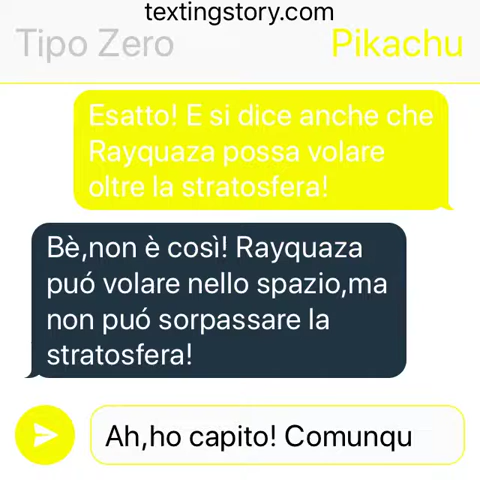 textingstory.com
Tipo Zero
Pikachu
Esatto! E si dice anche che
Rayquaza possa volare
oltre la stratosfera!
Bè,non è così! Rayquaza
puó volare nello spazio,ma
non puó sorpassare la
stratosfera!
Ah,ho capito! Comunqu